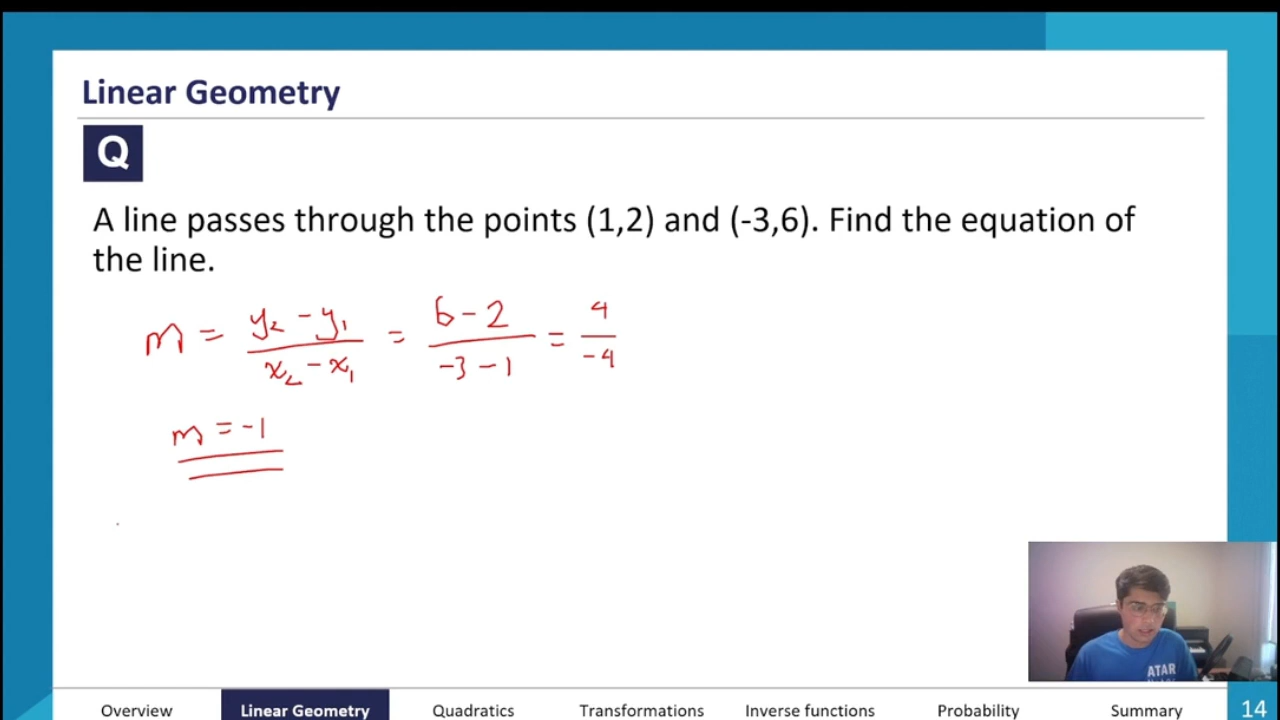 Linear Geometry
Q
A line passes through the points (1,2) and (-3,6). Find the equation of
the line.
m = y₂ - y₁ / x₂ - x₁ = 6 - 2 / -3 - 1 = 4 / -4
m = -1
ATAR
Overview
Linear Geometry
Quadratics
Transformations
Inverse functions
Probability
Summary
14